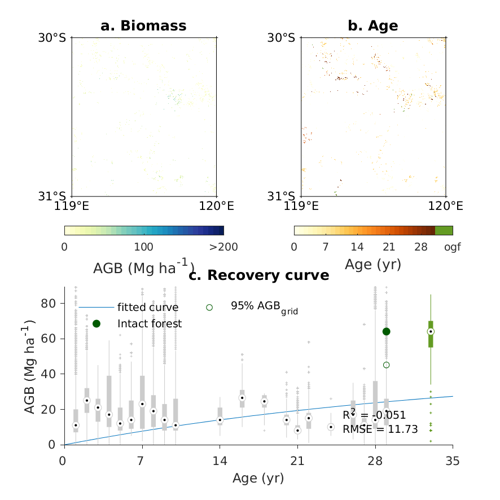 a. Biomass
b. Age
30°S
30°S
31°S
31°S
119°E
120°E
119°E
120°E
0
100
>200
0
7
14
21
28
ogf
AGB (Mg ha⁻¹)
Age (yr)
c. Recovery curve
AGB (Mg ha⁻¹)
80
60
40
20
0
fitted curve
95% AGB_grid
Intact forest
R² = -0.051
RMSE = 11.73
0
7
14
21
28
35
Age (yr)